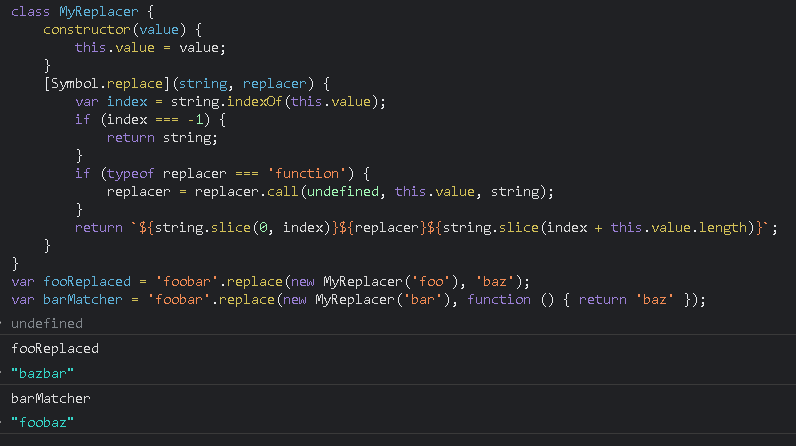 class MyReplacer {
    constructor(value) {
        this.value = value;
    }
    [Symbol.replace](string, replacer) {
        var index = string.indexOf(this.value);
        if (index === -1) {
            return string;
        }
        if (typeof replacer === 'function') {
            replacer = replacer.call(undefined, this.value, string);
        }
        return `${string.slice(0, index)}${replacer}${string.slice(index + this.value.length)}`;
    }
}
var fooReplaced = 'foobar'.replace(new MyReplacer('foo'), 'baz');
var barMatcher = 'foobar'.replace(new MyReplacer('bar'), function () { return 'baz' });
undefined
fooReplaced
"bazbar"
barMatcher
"foobaz"